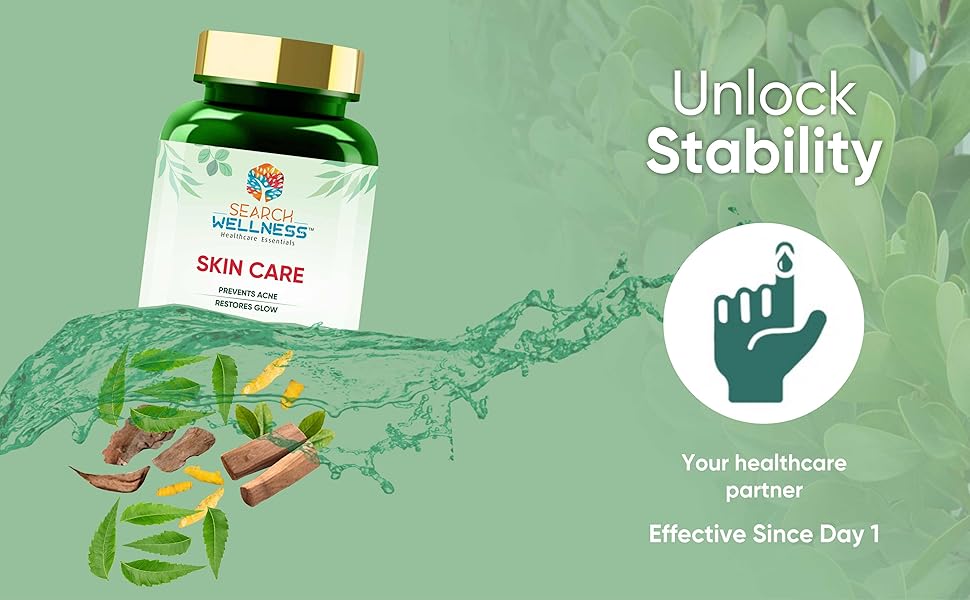 SEARCH
WELLNESS™
Healthcare Essentials
SKIN CARE
PREVENTS ACNE
RESTORES GLOW
Unlock
Stability
Your healthcare
partner
Effective Since Day 1